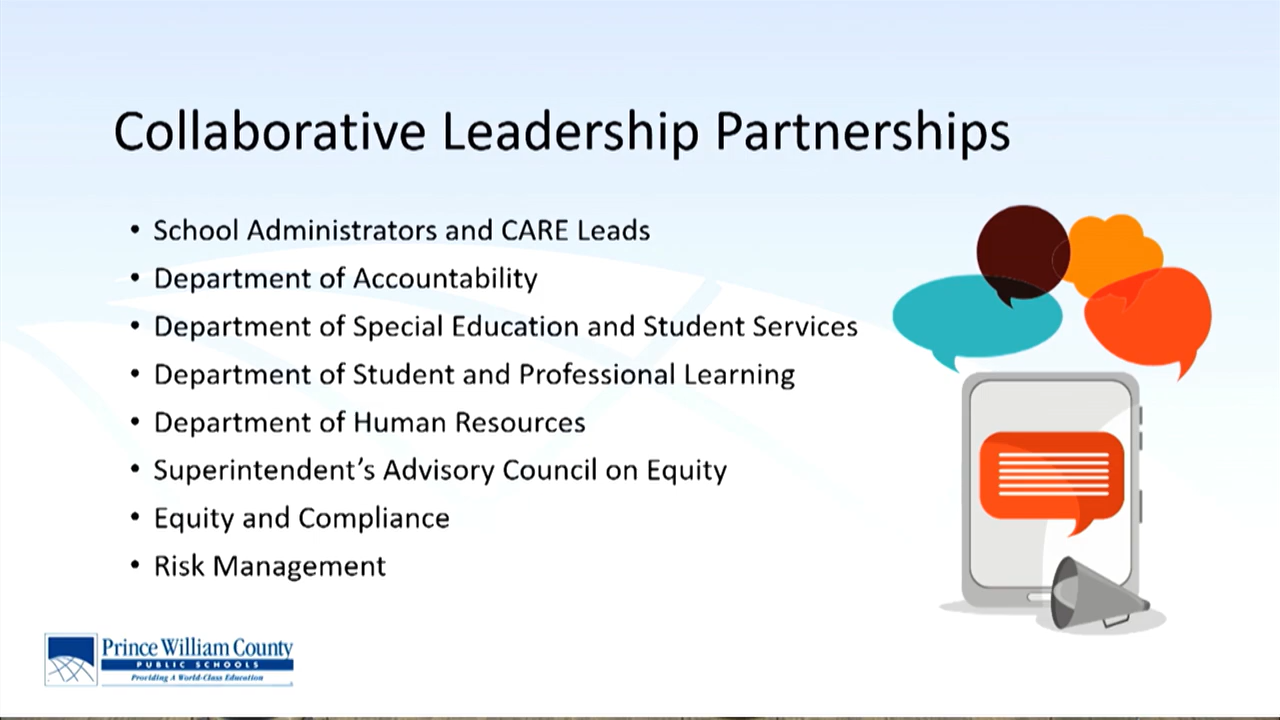 Collaborative Leadership Partnerships
• School Administrators and CARE Leads
• Department of Accountability
• Department of Special Education and Student Services
• Department of Student and Professional Learning
• Department of Human Resources
• Superintendent’s Advisory Council on Equity
• Equity and Compliance
• Risk Management
Prince William County
PUBLIC SCHOOLS
Providing A World-Class Education